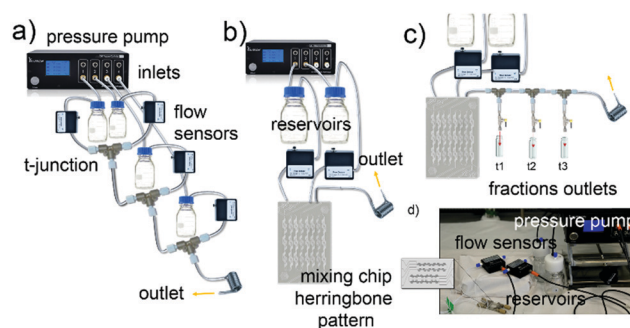 a)
pressure pump
inlets
flow
sensors
t-junction
outlet
b)
reservoirs
outlet
mixing chip
herringbone
pattern
c)
t1
t2
t3
fractions outlets
d)
pressure pump
flow sensors
reservoirs